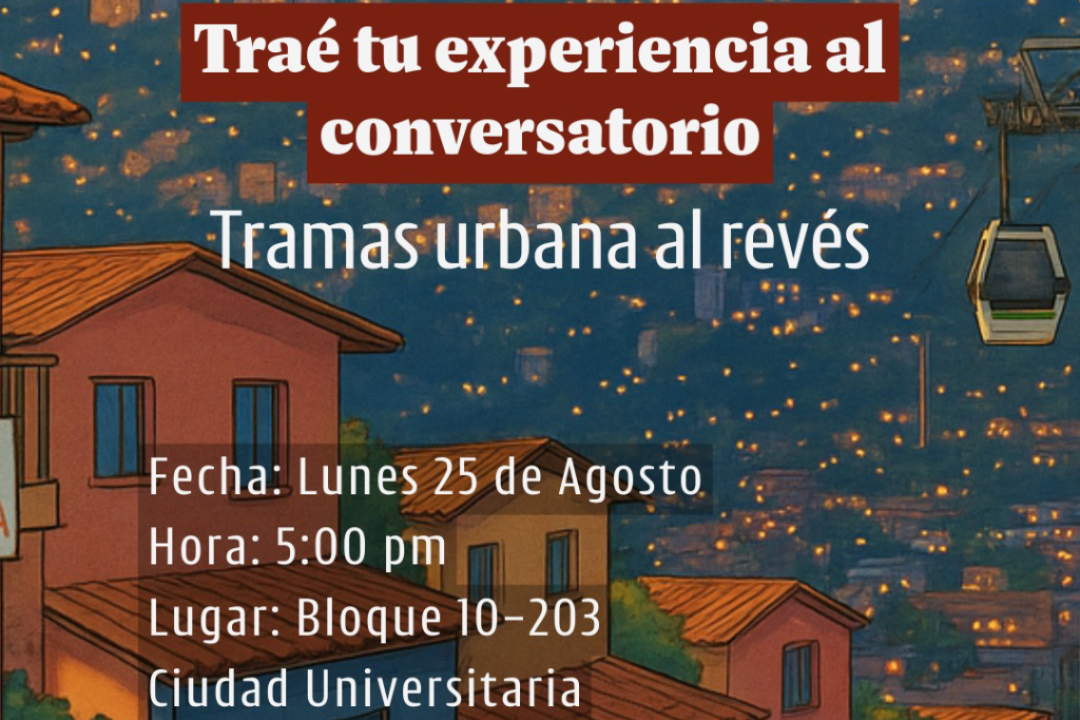 Traé tu experiencia al
conversatorio
Tramas urbana al revés
Fecha: Lunes 25 de Agosto
Hora: 5:00 pm
Lugar: Bloque 10-203
Ciudad Universitaria
A